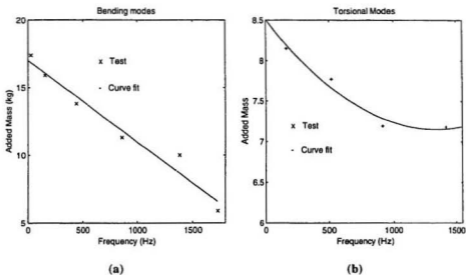 Bending modes
20
15
10
5
Added Mass (kg)
x Test
- Curve fit
0 500 1000 1500
Frequency (Hz)
(a)
Torsional Modes
8.5
8
7.5
7
6.5
6
Added Mass
x Test
- Curve fit
0 500 1000 1500
Frequency (Hz)
(b)